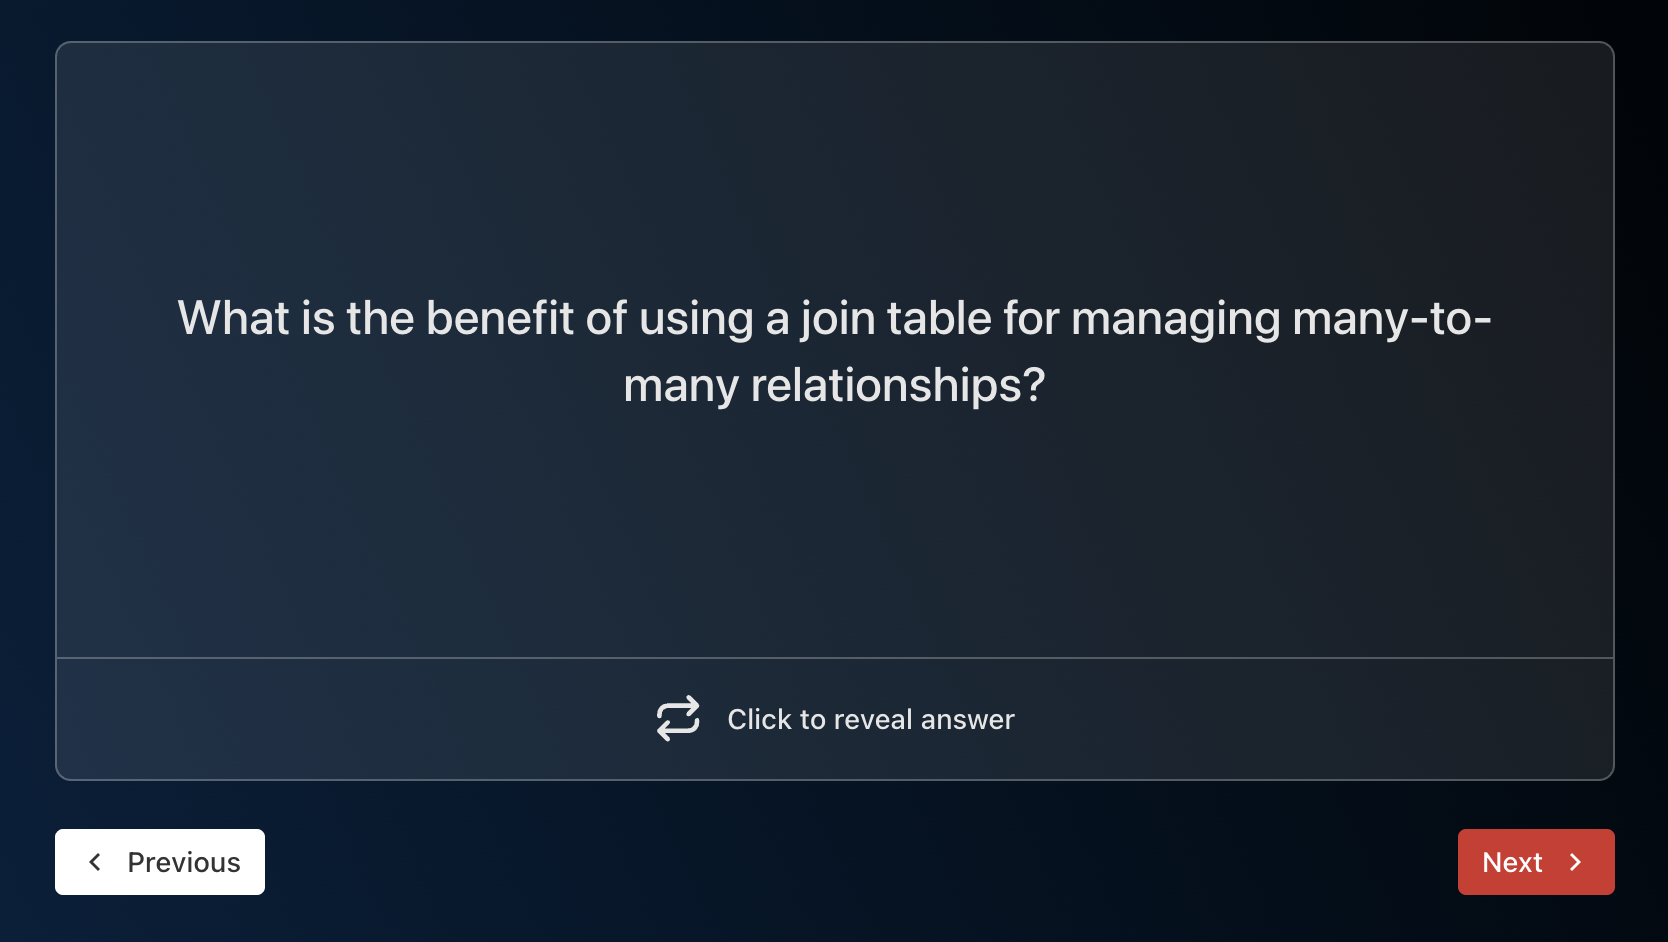 What is the benefit of using a join table for managing many-to-
many relationships?
Click to reveal answer
Previous
Next